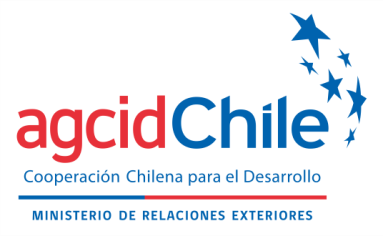 agcidChile
Cooperación Chilena para el Desarrollo
MINISTERIO DE RELACIONES EXTERIORES